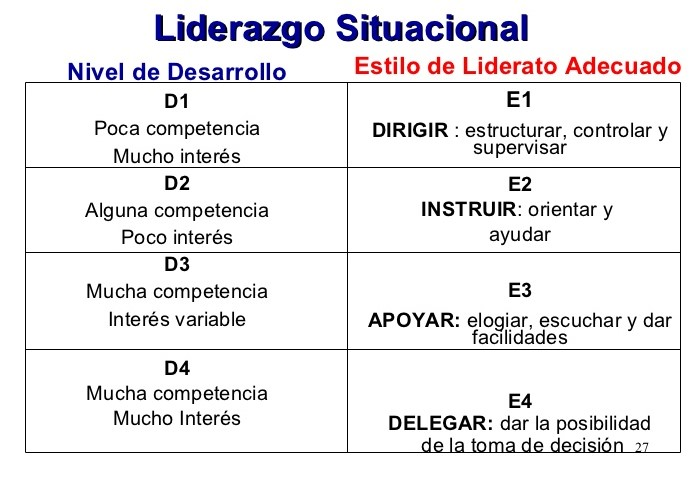 Liderazgo Situacional
Nivel de Desarrollo
Estilo de Liderato Adecuado
D1
Poca competencia
Mucho interés
E1
DIRIGIR : estructurar, controlar y
supervisar
D2
Alguna competencia
Poco interés
E2
INSTRUIR: orientar y
ayudar
D3
Mucha competencia
Interés variable
E3
APOYAR: elogiar, escuchar y dar
facilidades
D4
Mucha competencia
Mucho Interés
E4
DELEGAR: dar la posibilidad
de la toma de decisión
27